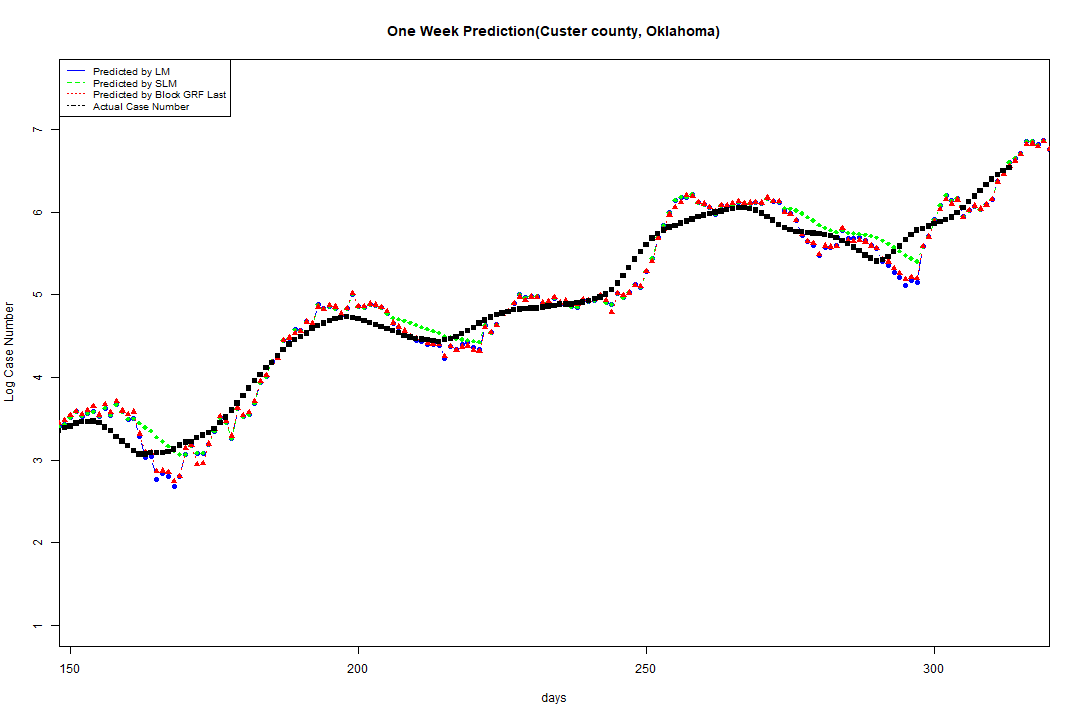 One Week Prediction(Custer county, Oklahoma)
Predicted by LM
Predicted by SLM
Predicted by Block GRF Last
Actual Case Number
Log Case Number
7
6
5
4
3
2
1
150 200 250 300
days